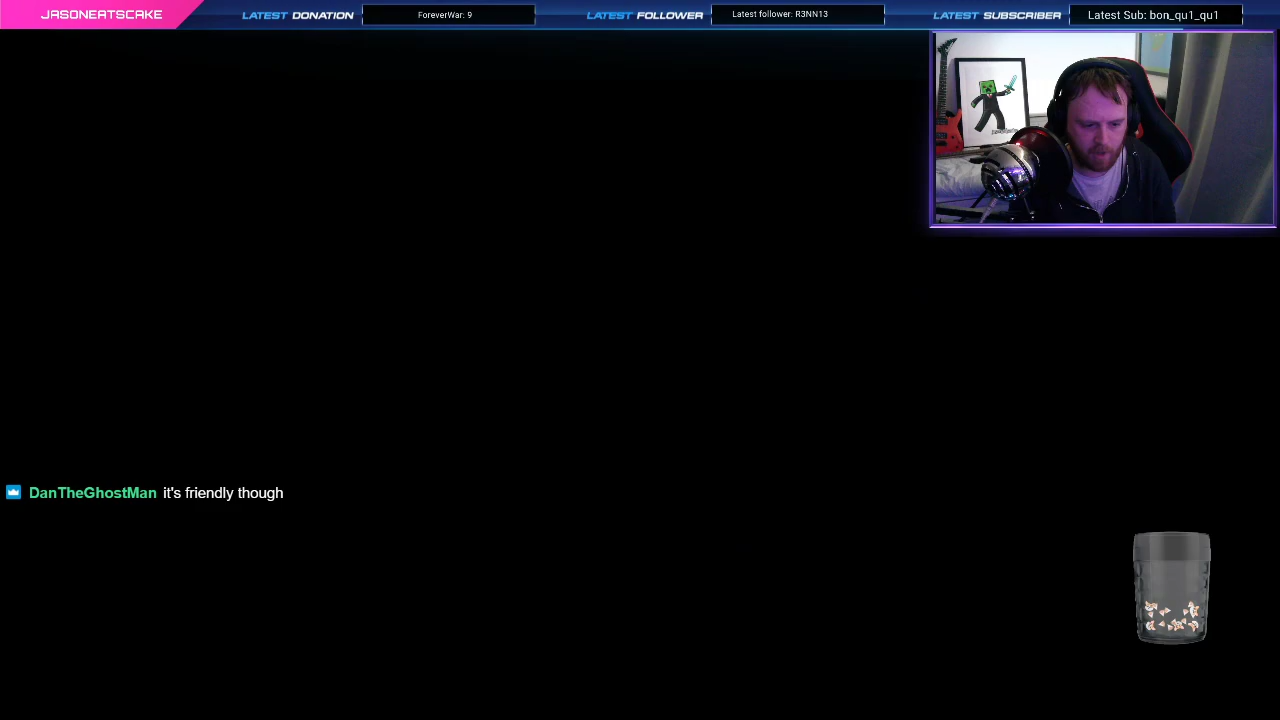 JASONEATSCAKE
LATEST DONATION
ForeverWar: 9
LATEST FOLLOWER
Latest follower: R3NN13
LATEST SUBSCRIBER
Latest Sub: bon_qu1_qu1
DanTheGhostMan it's friendly though